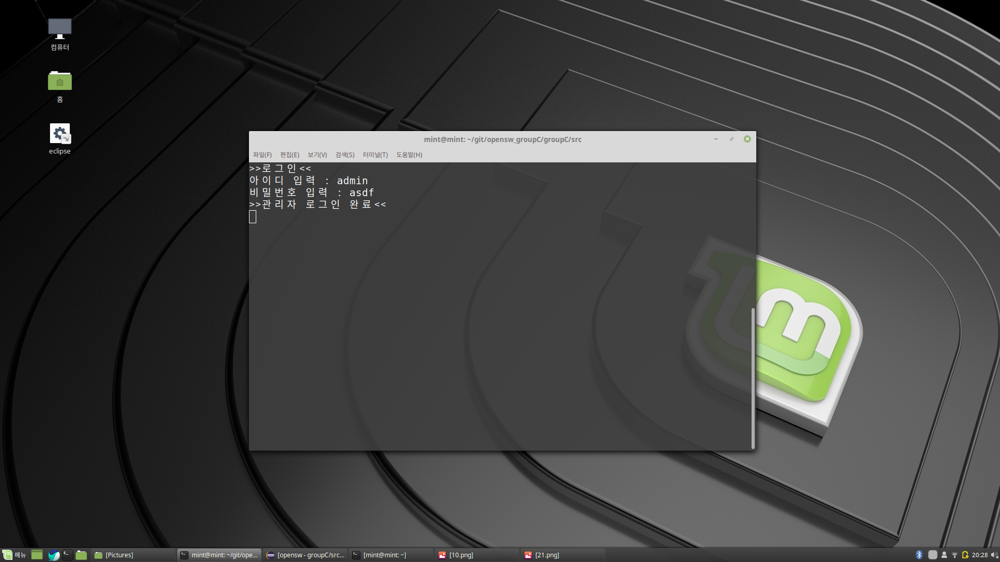 컴퓨터
홈
eclipse
mint@mint: ~/git/opensw_groupC/groupC/src
파일(F) 편집(E) 보기(V) 검색(S) 터미널(T) 도움말(H)
>>로그인<<
아이디 입력 : admin
비밀번호 입력 : asdf
>>관리자 로그인 완료<<
메뉴 [Pictures] mint@mint: ~/git/ope... [opensw - groupC/src... [mint@mint: ~] [10.png] [21.png] 20:28